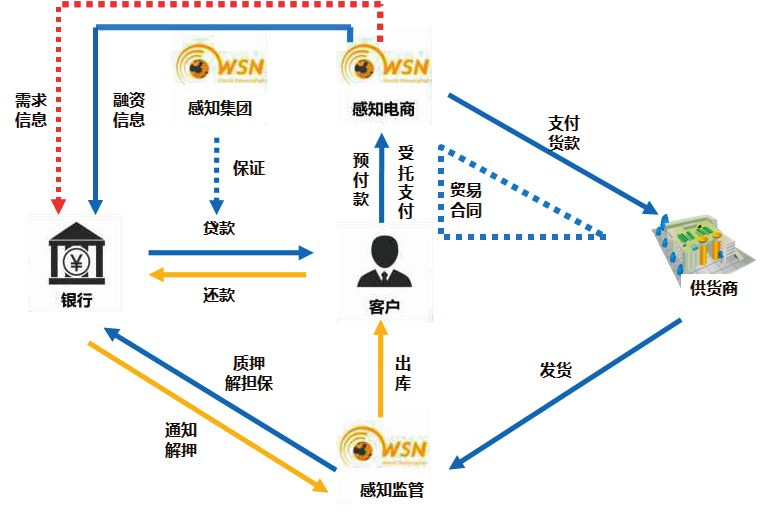 WSN
WSN
感知集团
感知电商
需求
信息
融资
信息
支付
货款
保证
预付款
受托支付
贸易
合同
贷款
¥
银行
还款
客户
供货商
质押
解担保
出库
发货
通知
解押
WSN
感知监管